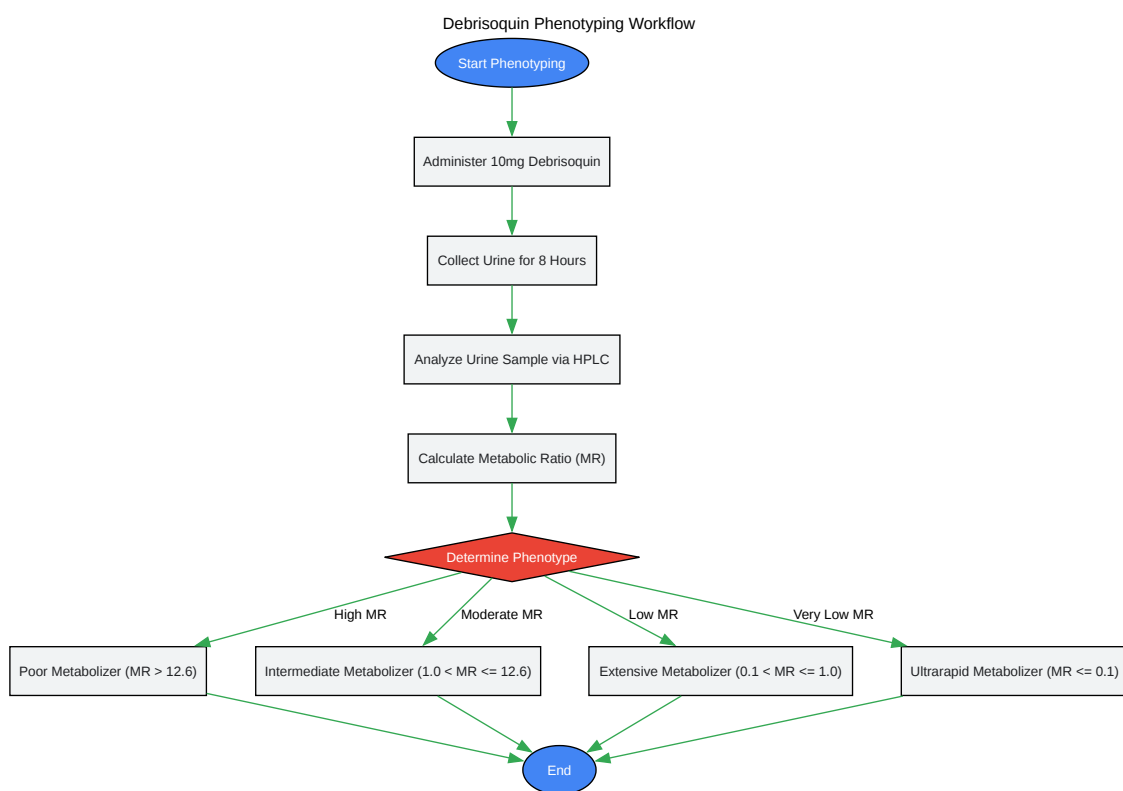 Debrisoquin Phenotyping Workflow
Start Phenotyping
Administer 10mg Debrisoquin
Collect Urine for 8 Hours
Analyze Urine Sample via HPLC
Calculate Metabolic Ratio (MR)
Determine Phenotype
High MR
Moderate MR
Low MR
Very Low MR
Poor Metabolizer (MR > 12.6)
Intermediate Metabolizer (1.0 < MR <= 12.6)
Extensive Metabolizer (0.1 < MR <= 1.0)
Ultrarapid Metabolizer (MR <= 0.1)
End